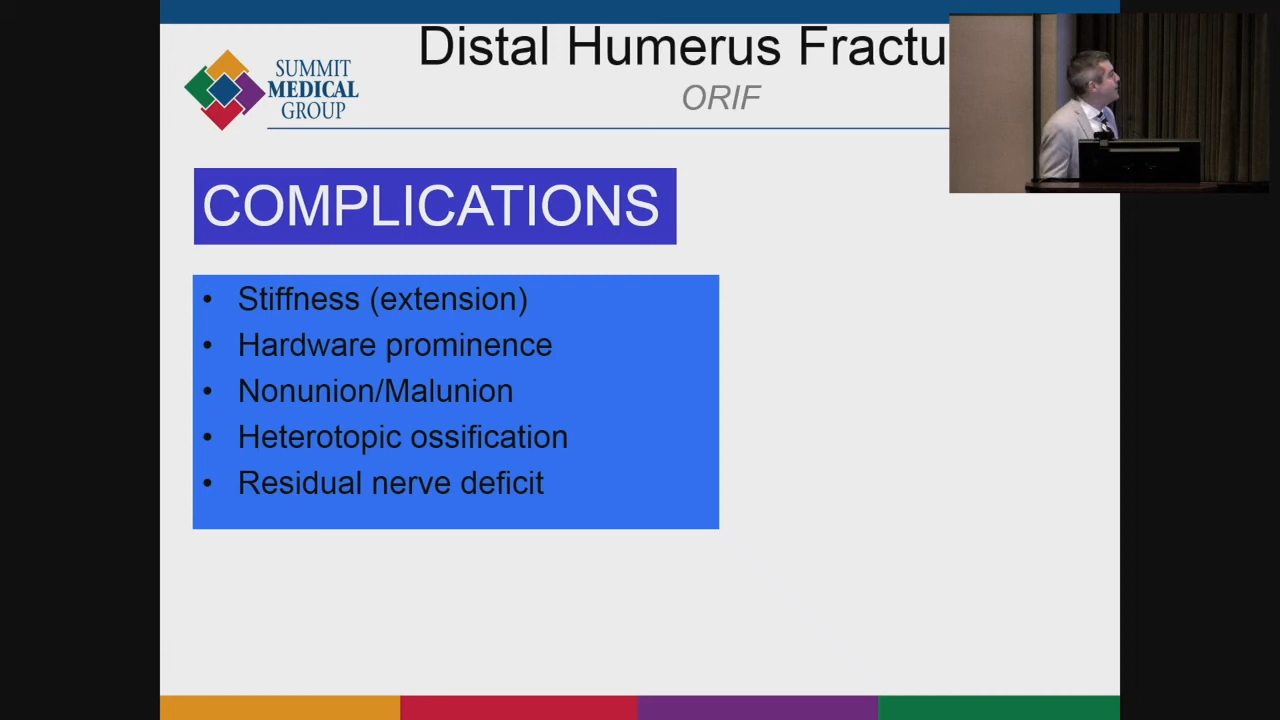 Distal Humerus Fractu
ORIF
SUMMIT
MEDICAL
GROUP
COMPLICATIONS
• Stiffness (extension)
• Hardware prominence
• Nonunion/Malunion
• Heterotopic ossification
• Residual nerve deficit